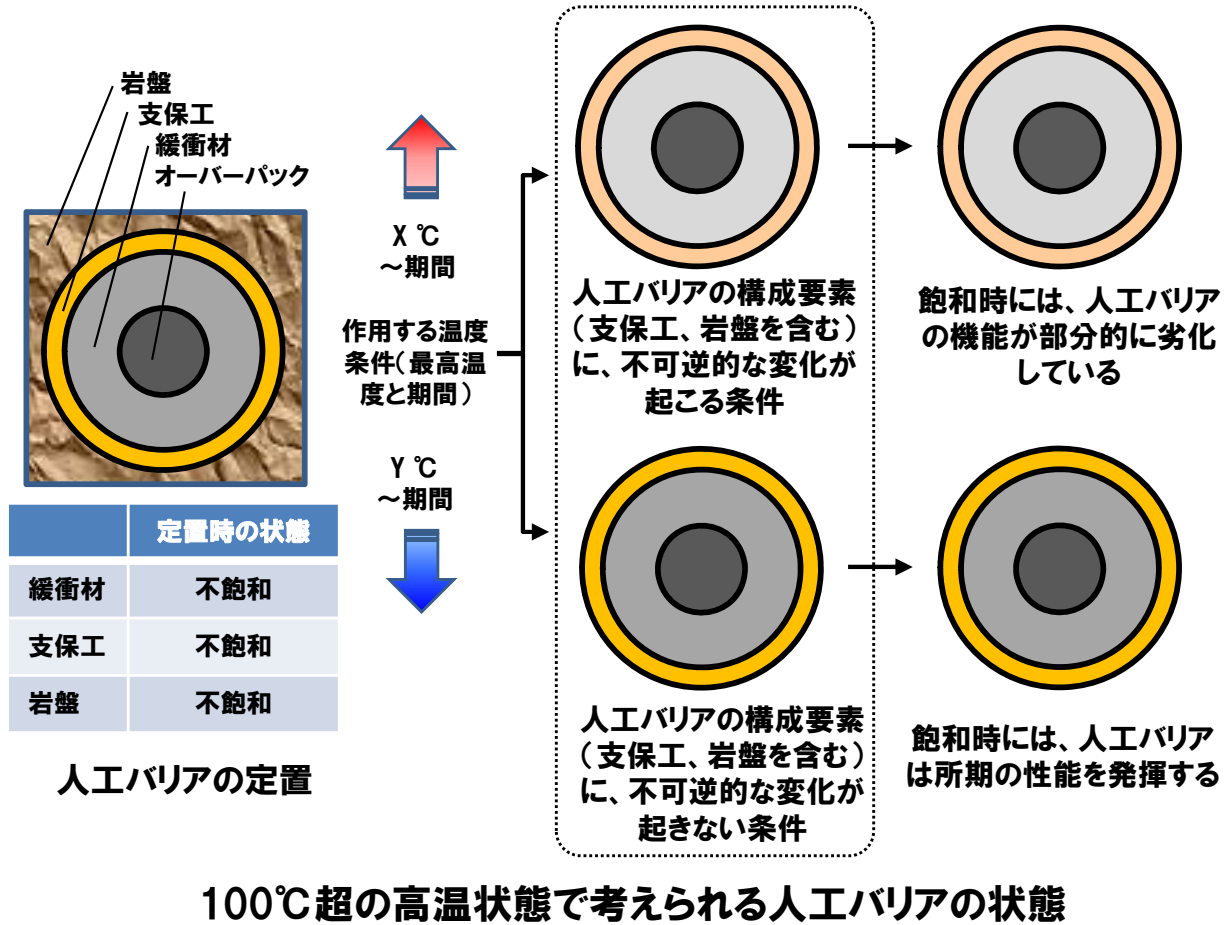 岩盤
支保工
緩衝材
オーバーパック
定置時の状態
緩衝材 不飽和
支保工 不飽和
岩盤 不飽和
人工バリアの定置
X ℃
～期間
作用する温度
条件（最高温
度と期間）
Y ℃
～期間
人工バリアの構成要素
（支保工、岩盤を含む）
に、不可逆的な変化が
起こる条件
飽和時には、人工バリア
の機能が部分的に劣化
している
人工バリアの構成要素
（支保工、岩盤を含む）
に、不可逆的な変化が
起きない条件
飽和時には、人工バリア
は所期の性能を発揮する
100℃超の高温状態で考えられる人工バリアの状態